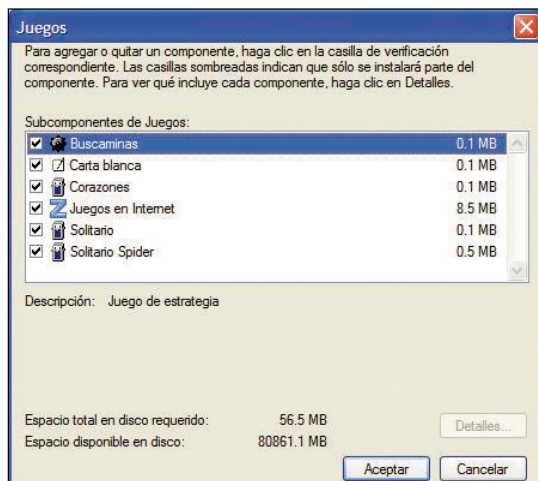 Juegos
Para agregar o quitar un componente, haga clic en la casilla de verificación
correspondiente. Las casillas sombreadas indican que sólo se instalará parte del
componente. Para ver qué incluye cada componente, haga clic en Detalles.
Subcomponentes de Juegos:
Buscaminas 0.1 MB
Carta blanca 0.1 MB
Corazones 0.1 MB
Juegos en Internet 8.5 MB
Solitario 0.1 MB
Solitario Spider 0.5 MB
Descripción: Juego de estrategia
Espacio total en disco requerido: 56.5 MB
Detalles...
Espacio disponible en disco: 80861.1 MB
Aceptar Cancelar